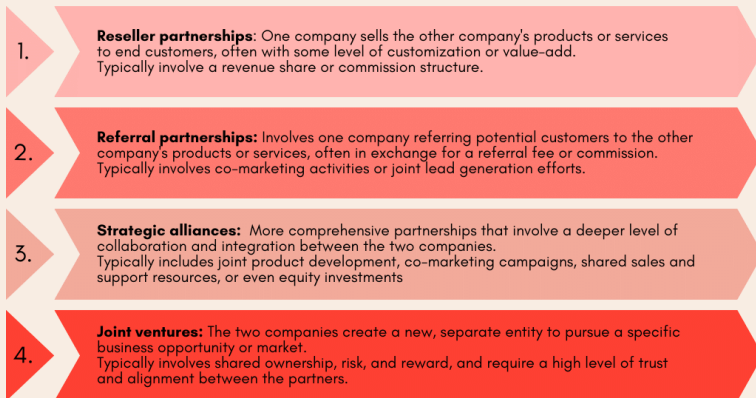 1.
Reseller partnerships: One company sells the other company's products or services
to end customers, often with some level of customization or value-add.
Typically involve a revenue share or commission structure.
2.
Referral partnerships: Involves one company referring potential customers to the other
company's products or services, often in exchange for a referral fee or commission.
Typically involves co-marketing activities or joint lead generation efforts.
3.
Strategic alliances: More comprehensive partnerships that involve a deeper level of
collaboration and integration between the two companies.
Typically includes joint product development, co-marketing campaigns, shared sales and
support resources, or even equity investments
4.
Joint ventures: The two companies create a new, separate entity to pursue a specific
business opportunity or market.
Typically involves shared ownership, risk, and reward, and require a high level of trust
and alignment between the partners.